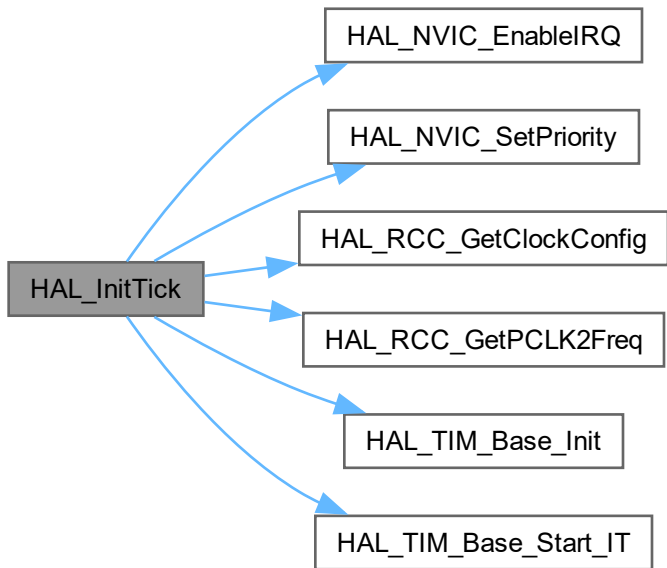 HAL_NVIC_EnableIRQ
HAL_NVIC_SetPriority
HAL_RCC_GetClockConfig
HAL_InitTick
HAL_RCC_GetPCLK2Freq
HAL_TIM_Base_Init
HAL_TIM_Base_Start_IT